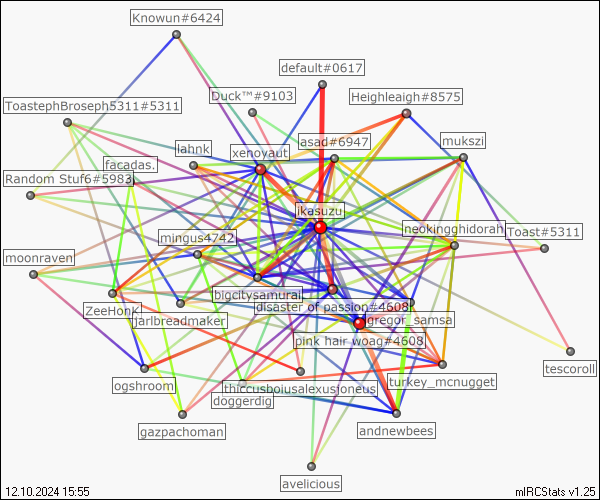 Knowun#6424
default#0617
Duck™#9103
Heighleaigh#8575
ToastephBroseph5311#5311
asad#6947
mukszi
lahnk
xenoyaut
facadas.
Random Stuf6#5983
ikasuzu
neokingghidorah
Toast#5311
mingus4742
moonraven
bigcitysamurai
disaster of passion#4608
ZeeHonk
jarlbreadmaker
gregor_samsa
pink hair woag#4608
tescoroll
ogshroom
thiccusboiusalexusjoneus
turkey_mcnugget
doggerdig
gazpachoman
andnewbees
avelicious
12.10.2024 15:55
mIRCStats v1.25